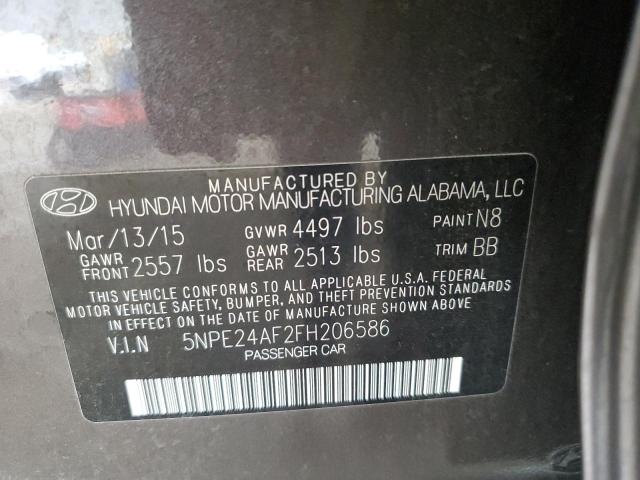 MANUFACTURED BY
HYUNDAI MOTOR MANUFACTURING ALABAMA, LLC
Mar/13/15 GVWR 4497 lbs PAINT N8
GAWR FRONT 2557 lbs GAWR REAR 2513 lbs TRIM BB
THIS VEHICLE CONFORMS TO ALL APPLICABLE U.S.A. FEDERAL
MOTOR VEHICLE SAFETY, BUMPER, AND THEFT PREVENTION STANDARDS
IN EFFECT ON THE DATE OF MANUFACTURE SHOWN ABOVE.
V.I.N 5NPE24AF2FH206586
PASSENGER CAR